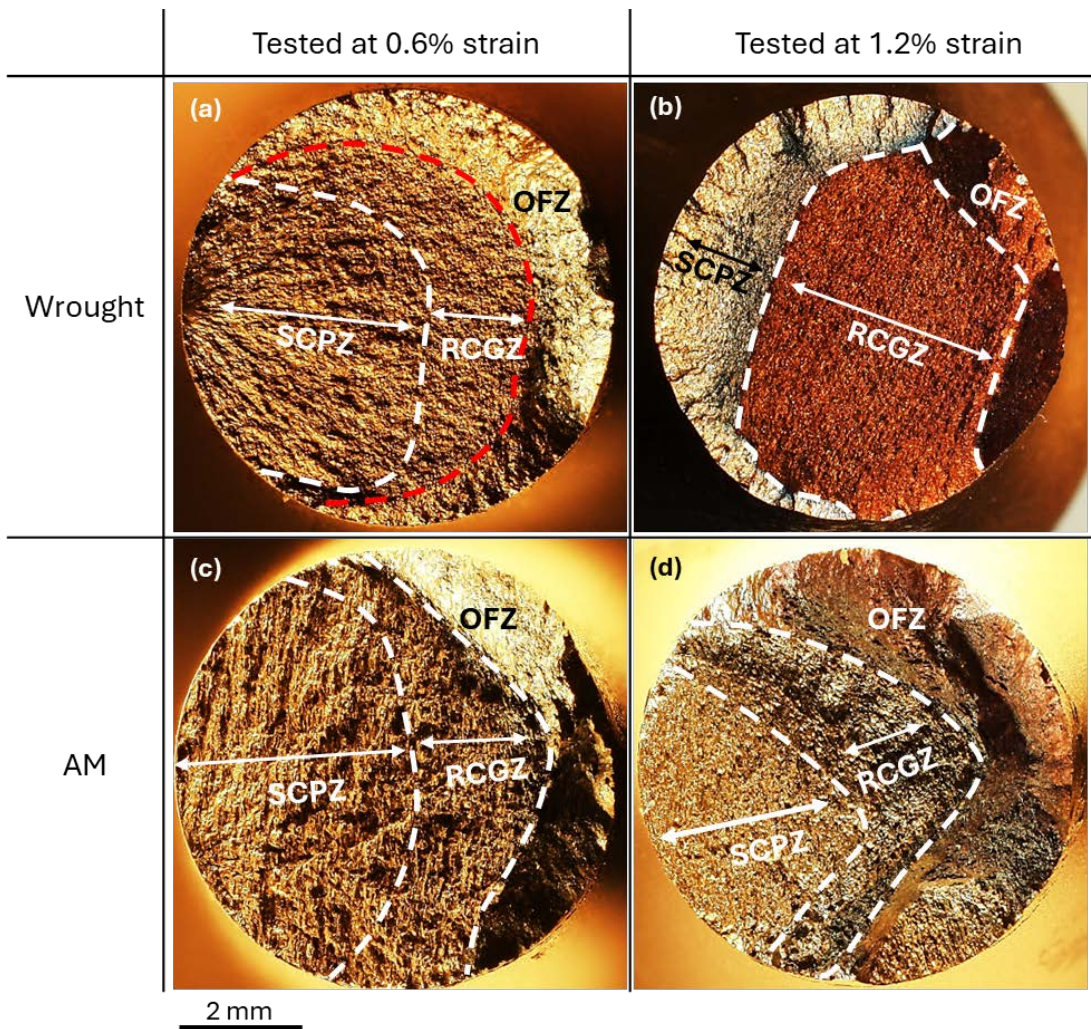 Tested at 0.6% strain
Tested at 1.2% strain
Wrought
(a)
OFZ
SCPZ
RCGZ
(b)
OFZ
SCPZ
RCGZ
AM
(c)
OFZ
SCPZ
RCGZ
(d)
OFZ
RCGZ
SCPZ
2 mm